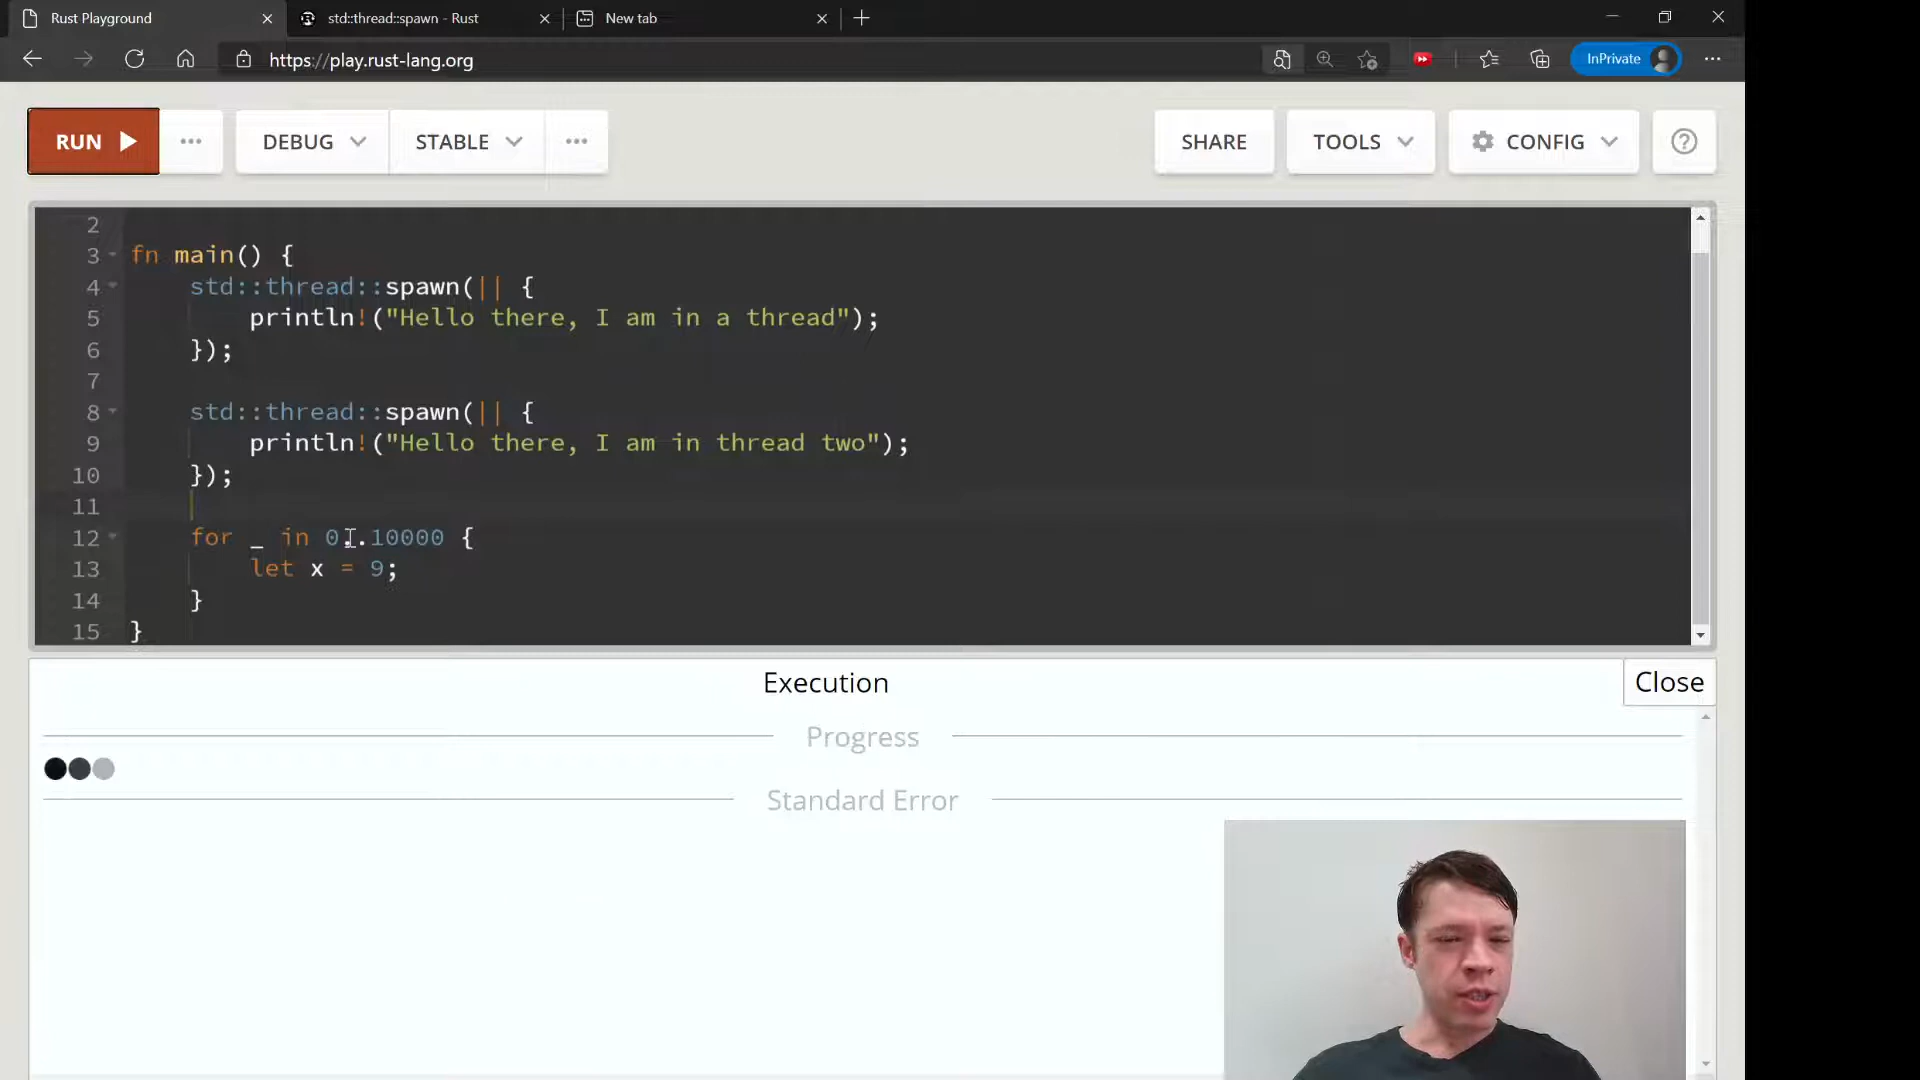 Rust Playground
std::thread::spawn - Rust
New tab
https://play.rust-lang.org
InPrivate
RUN
DEBUG
STABLE
SHARE
TOOLS
CONFIG
2
3 fn main() {
4 std::thread::spawn(|| {
5 println!("Hello there, I am in a thread");
6 });
7
8 std::thread::spawn(|| {
9 println!("Hello there, I am in thread two");
10 });
11
12 for _ in 0..10000 {
13 let x = 9;
14 }
15 }
Execution
Close
Progress
Standard Error